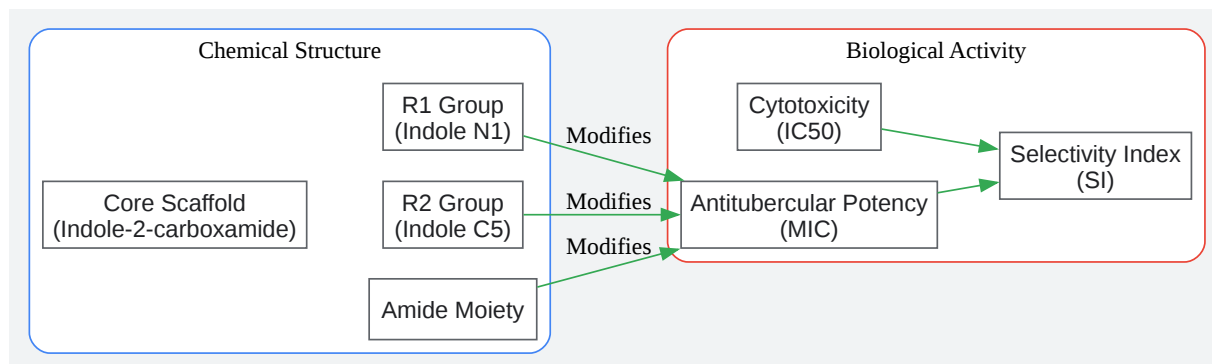 Chemical Structure
R1 Group
(Indole N1)
Core Scaffold
(Indole-2-carboxamide)
R2 Group
(Indole C5)
Amide Moiety
Modifies
Modifies
Modifies
Biological Activity
Cytotoxicity
(IC50)
Antitubercular Potency
(MIC)
Selectivity Index
(SI)